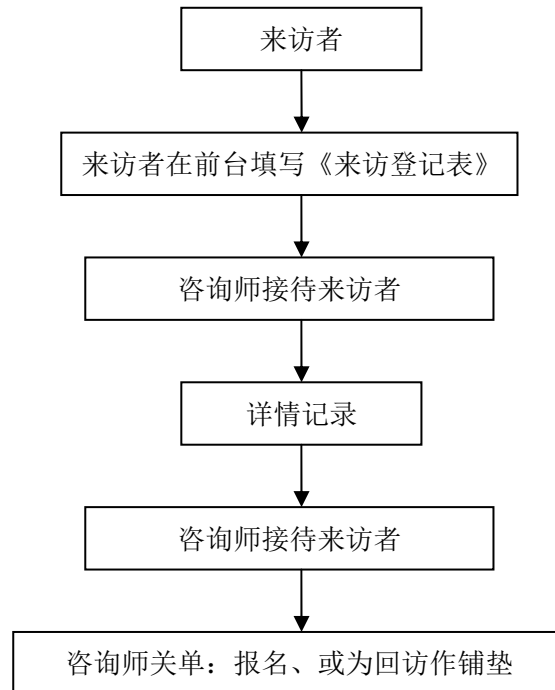 来访者
来访者在前台填写《来访登记表》
咨询师接待来访者
详情记录
咨询师接待来访者
咨询师关单：报名、或为回访作铺垫